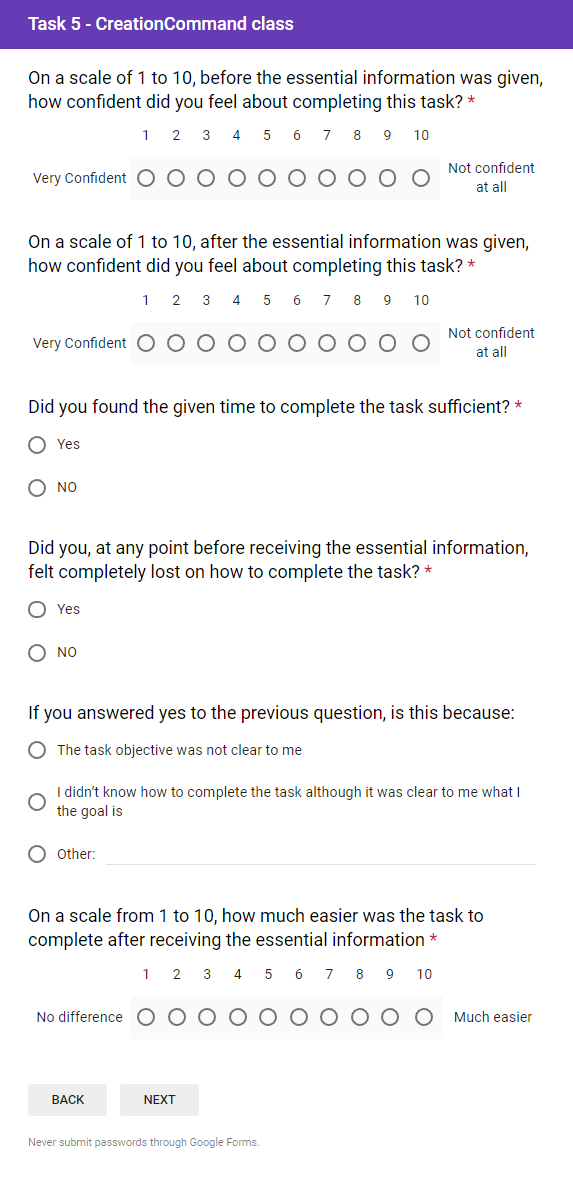 Task 5 - CreationCommand class
On a scale of 1 to 10, before the essential information was given,
how confident did you feel about completing this task? *
1 2 3 4 5 6 7 8 9 10
Very Confident
Not confident
at all
On a scale of 1 to 10, after the essential information was given,
how confident did you feel about completing this task? *
1 2 3 4 5 6 7 8 9 10
Very Confident
Not confident
at all
Did you found the given time to complete the task sufficient? *
Yes
NO
Did you, at any point before receiving the essential information,
felt completely lost on how to complete the task? *
Yes
NO
If you answered yes to the previous question, is this because:
The task objective was not clear to me
I didn't know how to complete the task although it was clear to me what I
the goal is
Other:
On a scale from 1 to 10, how much easier was the task to
complete after receiving the essential information *
1 2 3 4 5 6 7 8 9 10
No difference
Much easier
BACK
NEXT
Never submit passwords through Google Forms.